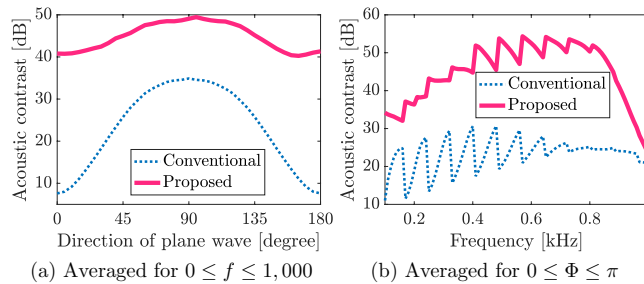 Acoustic contrast [dB]
50
40
30
20
10
Conventional
Proposed
0 45 90 135 180
Direction of plane wave [degree]
(a) Averaged for 0 ≤ f ≤ 1,000
Acoustic contrast [dB]
60
50
40
30
20
10
Conventional
Proposed
0.2 0.4 0.6 0.8
Frequency [kHz]
(b) Averaged for 0 ≤ Φ ≤ π